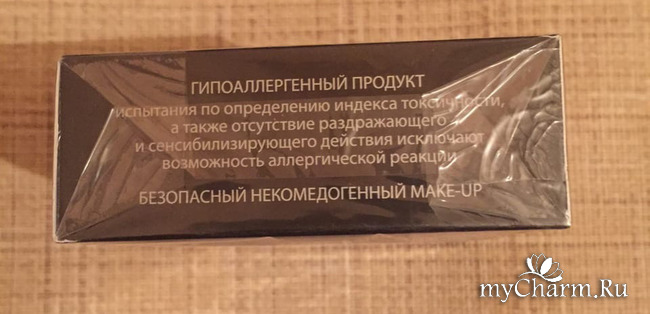 ГИПОАЛЛЕРГЕННЫЙ ПРОДУКТ
испытания по определению индекса токсичности,
а также отсутствие раздражающего
и сенсибилизирующего действия исключают
возможность аллергической реакции
БЕЗОПАСНЫЙ НЕКОМЕДОГЕННЫЙ MAKE-UP
myCharm.Ru